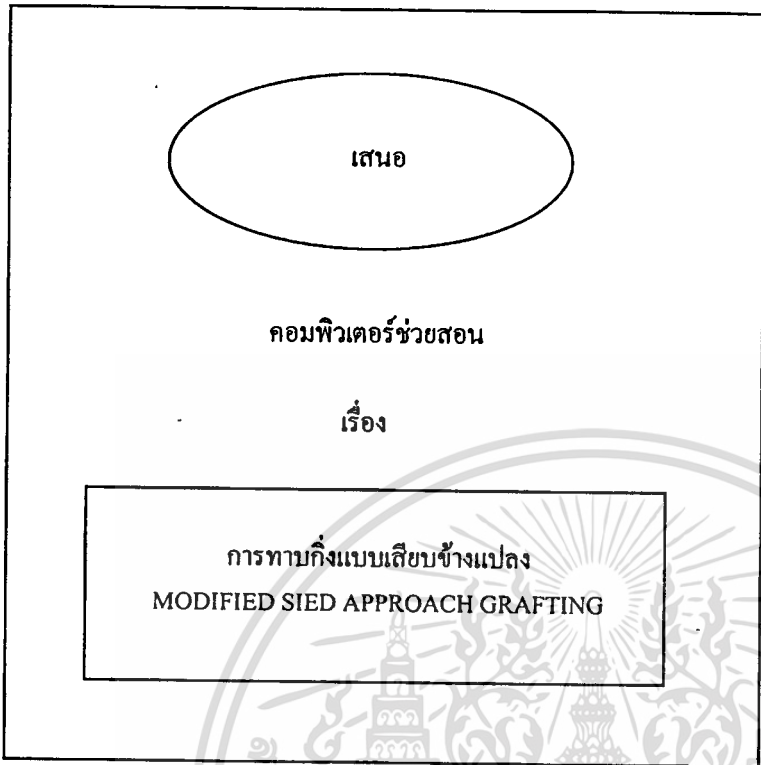 เสนอ
คอมพิวเตอร์ช่วยสอน
เรื่อง
การทาบกิ่งแบบเสียบข้างแปลง
MODIFIED SIED APPROACH GRAFTING